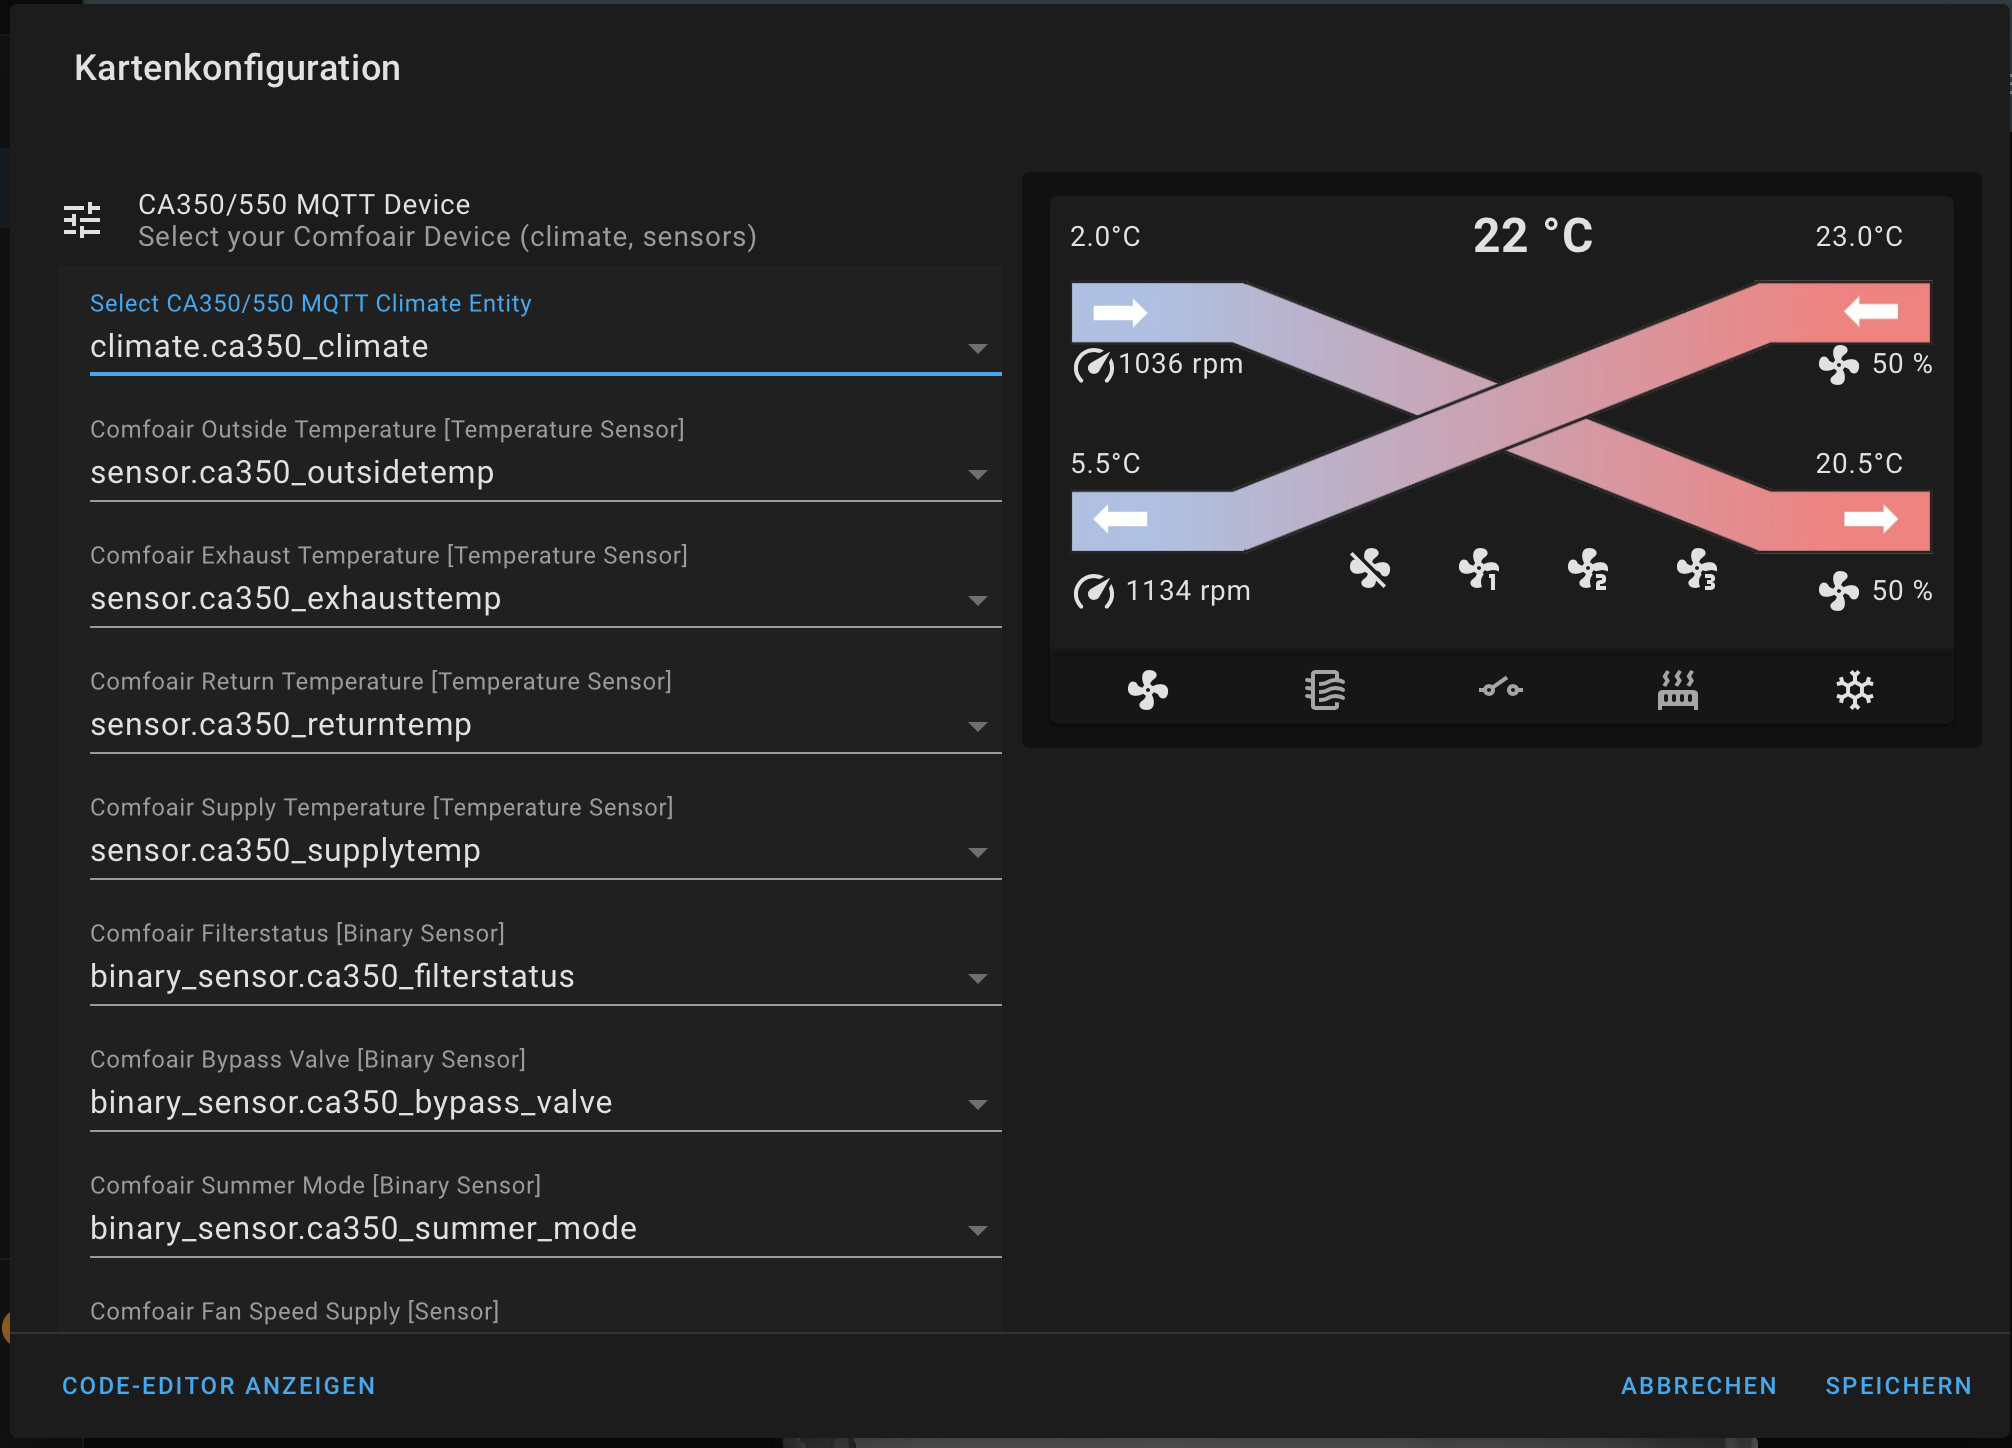 Kartenkonfiguration
CA350/550 MQTT Device
Select your Comfoair Device (climate, sensors)
Select CA350/550 MQTT Climate Entity
climate.ca350_climate
Comfoair Outside Temperature [Temperature Sensor]
sensor.ca350_outsidetemp
Comfoair Exhaust Temperature [Temperature Sensor]
sensor.ca350_exhausttemp
Comfoair Return Temperature [Temperature Sensor]
sensor.ca350_returntemp
Comfoair Supply Temperature [Temperature Sensor]
sensor.ca350_supplytemp
Comfoair Filterstatus [Binary Sensor]
binary_sensor.ca350_filterstatus
Comfoair Bypass Valve [Binary Sensor]
binary_sensor.ca350_bypass_valve
Comfoair Summer Mode [Binary Sensor]
binary_sensor.ca350_summer_mode
Comfoair Fan Speed Supply [Sensor]
2.0°C 22 °C 23.0°C
1036 rpm 50 %
5.5°C 20.5°C
1 2 3
1134 rpm 50 %
CODE-EDITOR ANZEIGEN ABBRECHEN SPEICHERN